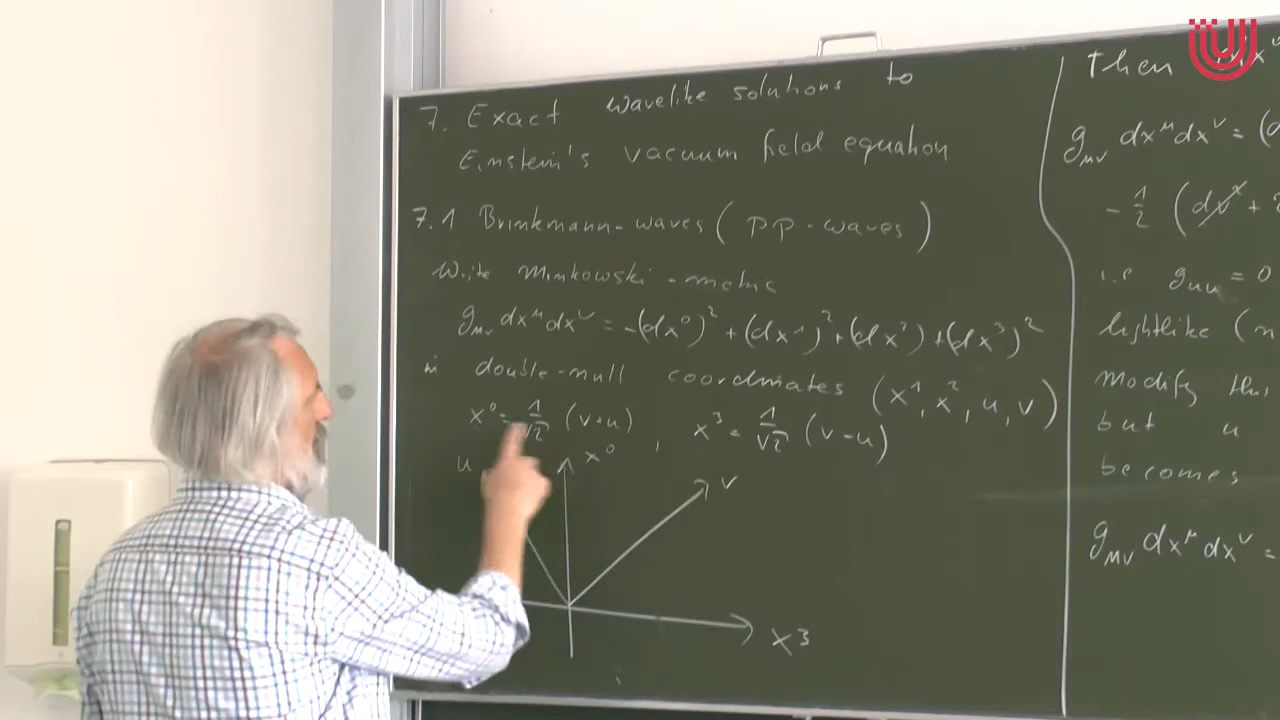 7. Exact wavelike solutions to
Einstein's vacuum field equation
7.1 Brinkmann-waves (pp-waves)
Write Minkowski-metric
g_μν dx^μ dx^ν = -(dx^0)^2 + (dx^1)^2 + (dx^2) + (dx^3)^2
in double-null coordinates (x^1, x^2, u, v)
x^0 = 1/√2 (v+u), x^3 = 1/√2 (v-u)
u x^0 v
x^3
Then
g_μν dx^μ dx^ν = (
- 1/2 (dv +
i.e g_uu = 0
lightlike (
modify this
but u
becomes
g_μν dx^μ dx^ν =